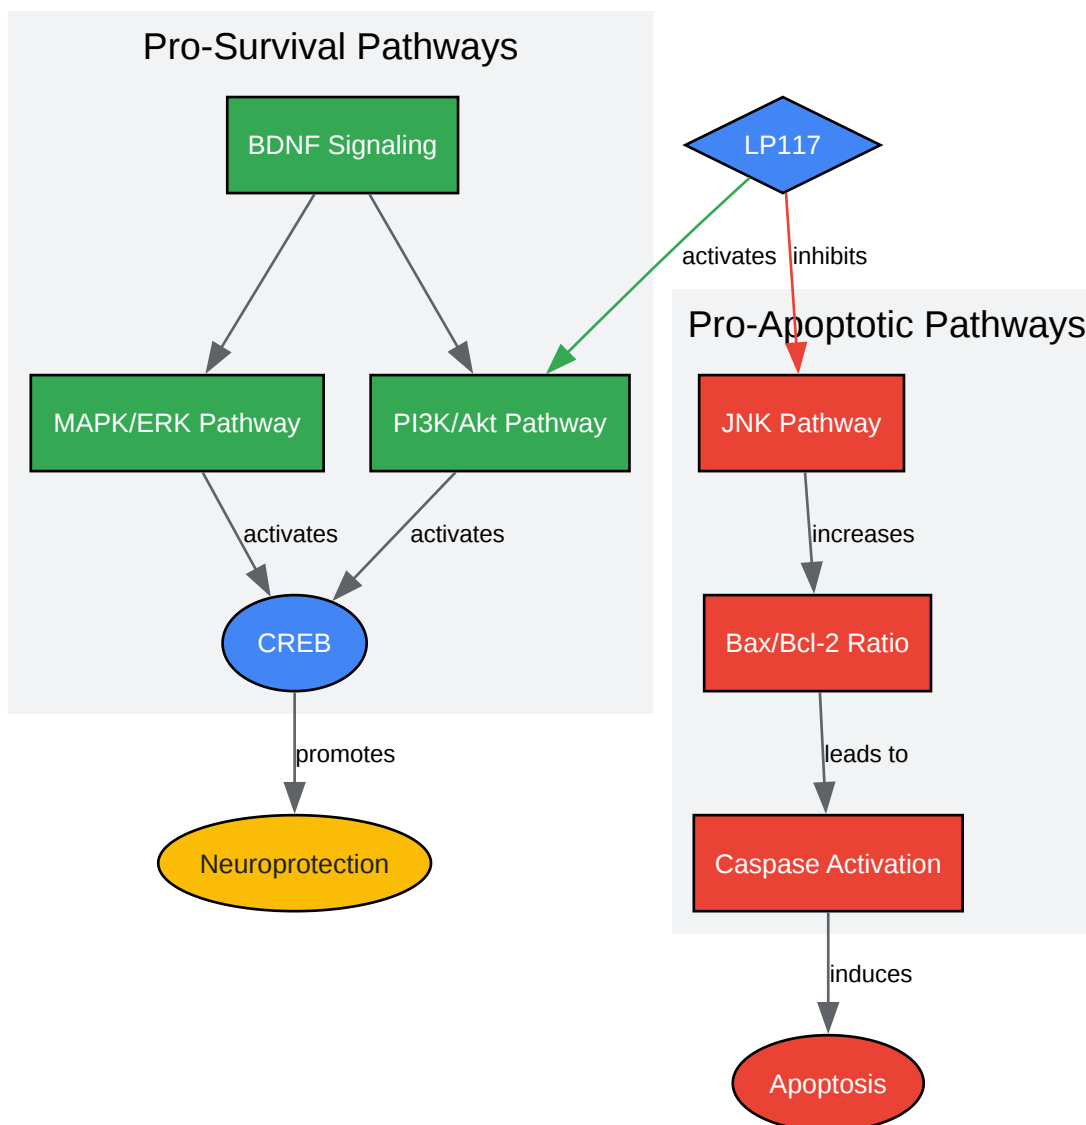 Pro-Survival Pathways
BDNF Signaling
LP117
activates
inhibits
Pro-Apoptotic Pathways
MAPK/ERK Pathway
PI3K/Akt Pathway
JNK Pathway
activates
activates
increases
CREB
Bax/Bcl-2 Ratio
promotes
leads to
Neuroprotection
Caspase Activation
induces
Apoptosis